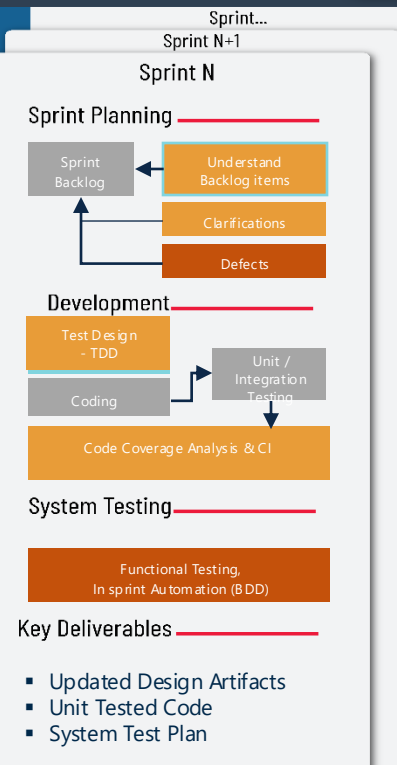 Sprint...
Sprint N+1
Sprint N
Sprint Planning
Sprint
Backlog
Understand
Backlog items
Clarifications
Defects
Development
Test Design
- TDD
Coding
Unit /
Integration
Testing
Code Coverage Analysis & CI
System Testing
Functional Testing,
In sprint Automation (BDD)
Key Deliverables
▪ Updated Design Artifacts
▪ Unit Tested Code
▪ System Test Plan